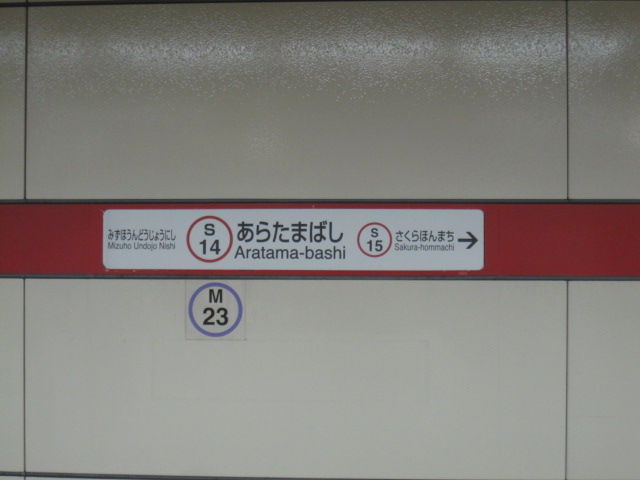 みずほうんどうじょうにし
Mizuho Undojo Nishi
S
14
あらたまばし
Aratama-bashi
S
15
さくらほんまち
Sakura-hommachi
→
M
23